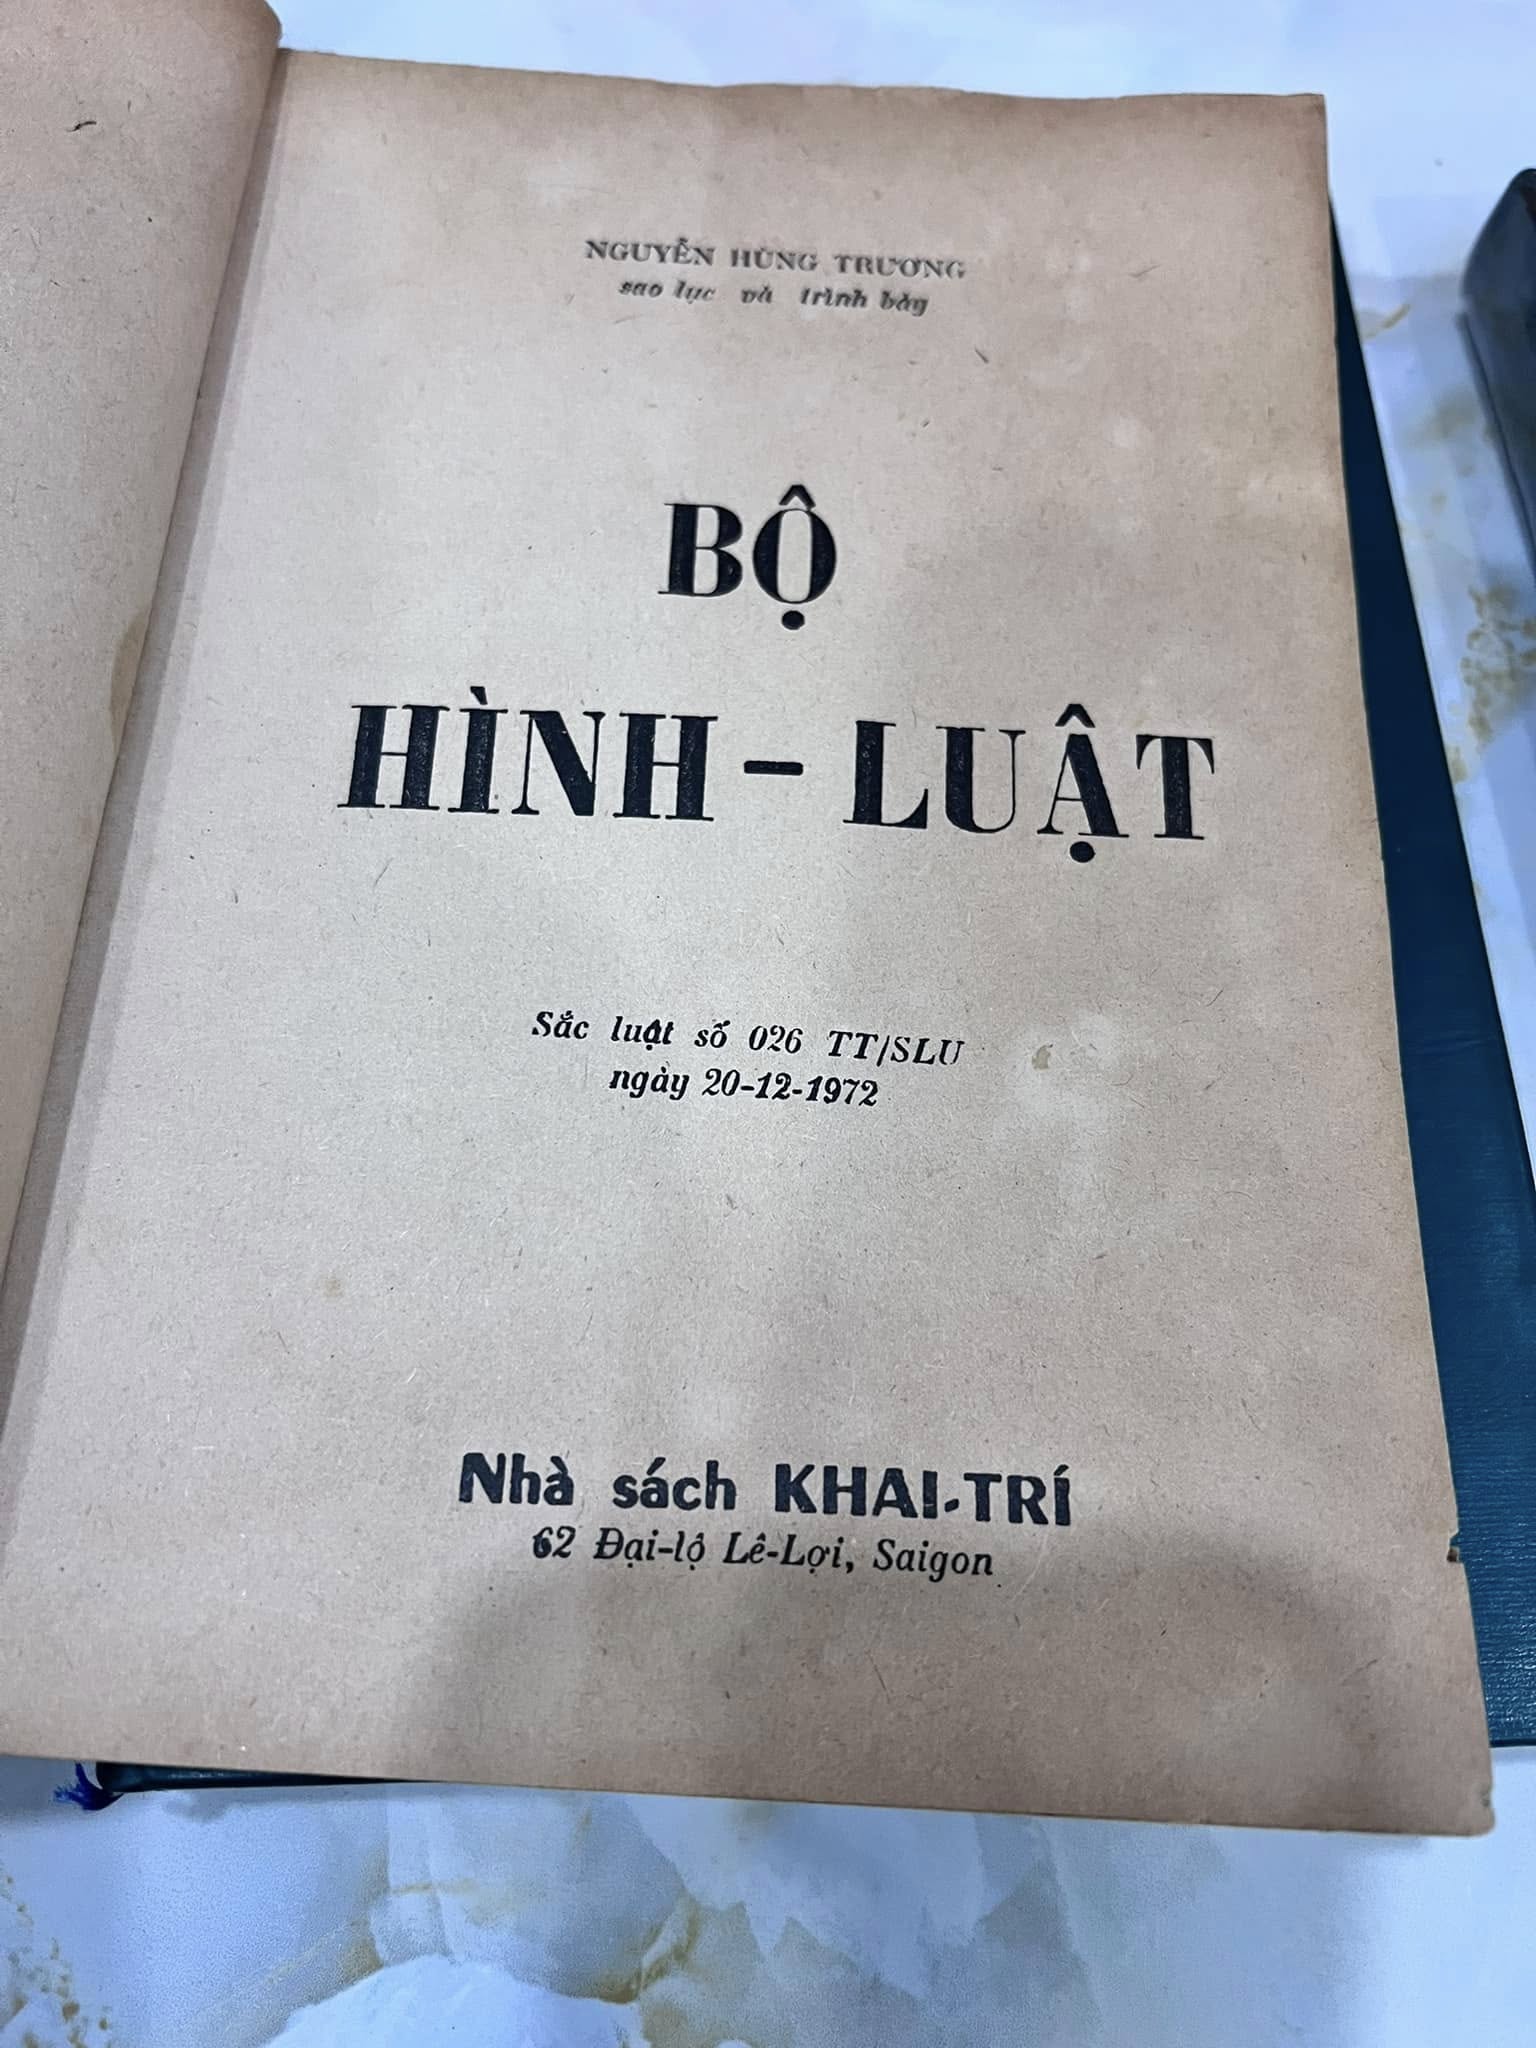 NGUYỄN HÙNG TRƯƠNG
sao lục và trình bày
BỘ
HÌNH - LUẬT
Sắc luật số 026 TT/SLU
ngày 20-12-1972
Nhà sách KHAI-TRÍ
62 Đại-lộ Lê-Lợi, Saigon